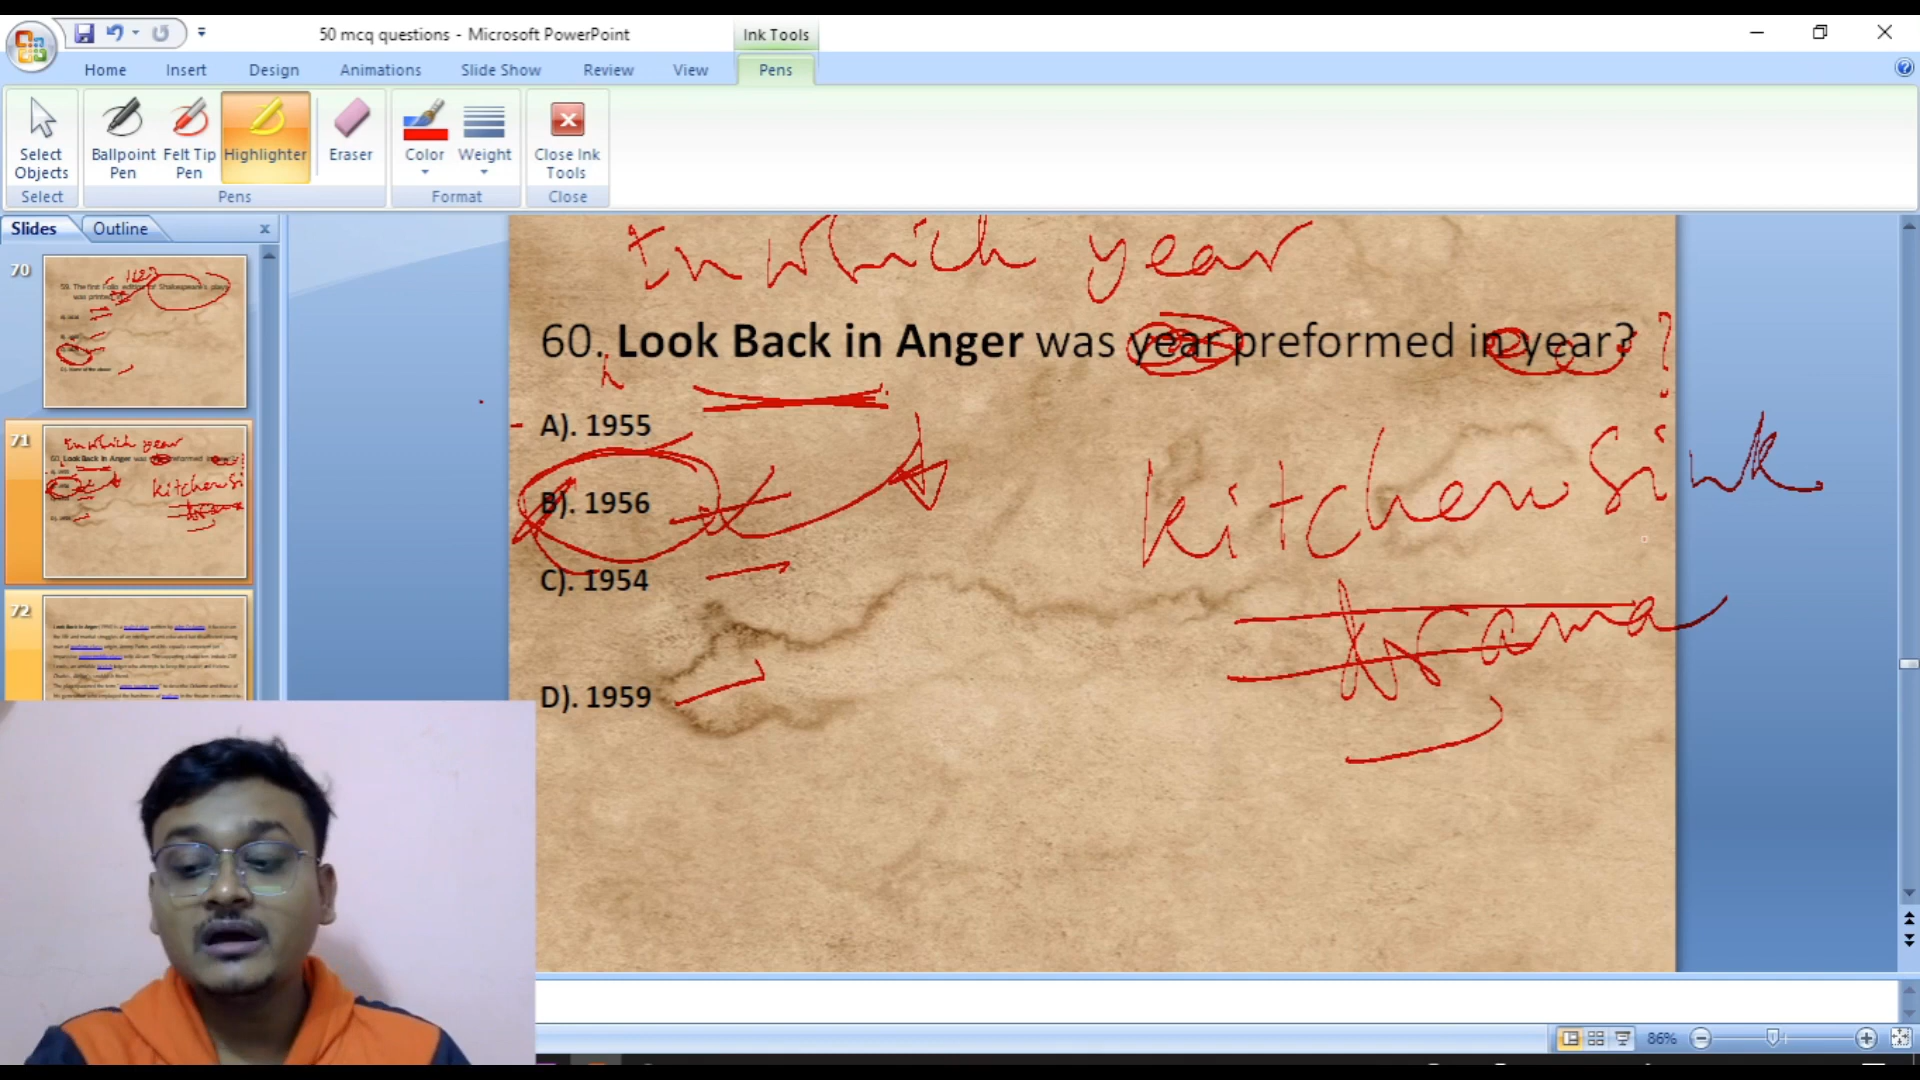 50 mcq questions - Microsoft PowerPoint
Ink Tools
Home Insert Design Animations Slide Show Review View Pens
Select Objects
Ballpoint Pen
Felt Tip Pen
Highlighter
Eraser
Color
Weight
Close Ink Tools
Select
Pens
Format
Close
Slides Outline
70
71
72
In which year
60. Look Back in Anger was year preformed in year?
?
A). 1955
B). 1956
C). 1954
D). 1959
kitchen sink
drama
86%